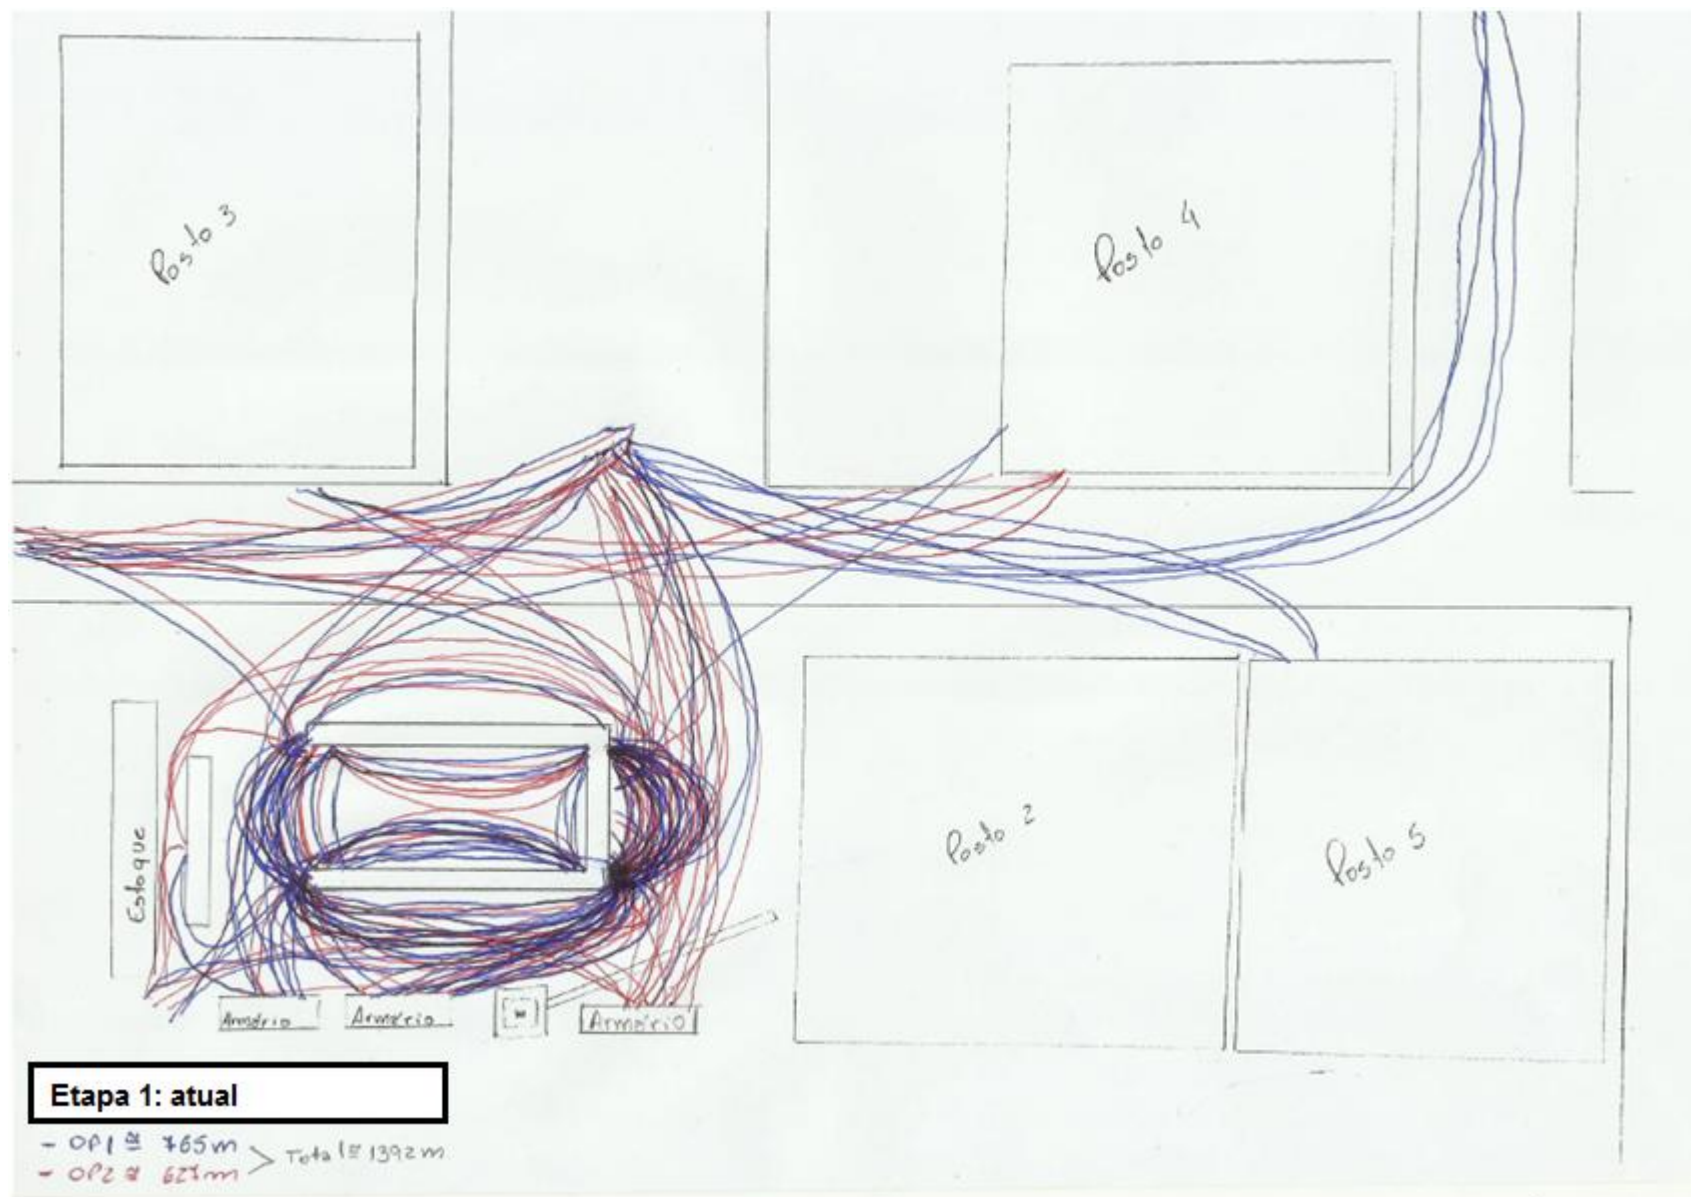 Posto 3
Posto 4
Posto 2
Posto 5
Estoque
Armário
Armário
Armário
Etapa 1: atual
- OP1 ≅ 765m
- OP2 ≅ 627m
Total ≅ 1392m